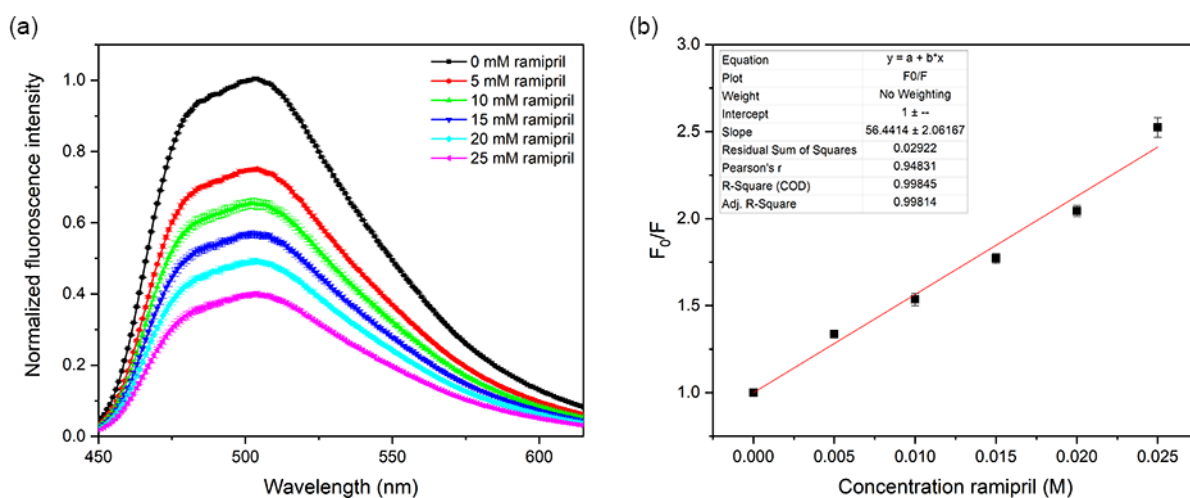 (a)
Normalized fluoroscence intensity
1.0
0.8
0.6
0.4
0.2
0.0
450
500
550
600
Wavelength (nm)
0 mM ramipril
5 mM ramipril
10 mM ramipril
15 mM ramipril
20 mM ramipril
25 mM ramipril
(b)
F0/F
3.0
2.5
2.0
1.5
1.0
0.000
0.005
0.010
0.015
0.020
0.025
Concentration ramipril (M)
Equation y = a + b*x
Plot F0/F
Weight No Weighting
Intercept 1 ± --
Slope 56.4414 ± 2.06167
Residual Sum of Squares 0.02922
Pearson's r 0.94831
R-Square (COD) 0.99845
Adj. R-Square 0.99814